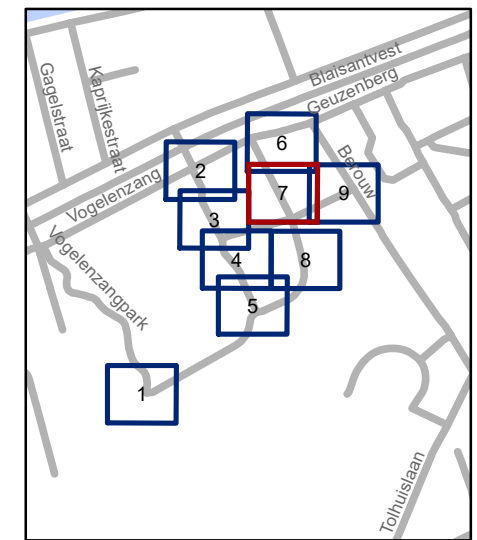 Blaisantvest
Geuzenberg
Gagelstraat
Kaprijkestraat
6
Berouw
2
Vogelenzang
7
9
3
Vogelenzangpark
4
8
5
1
Tolhuislaan